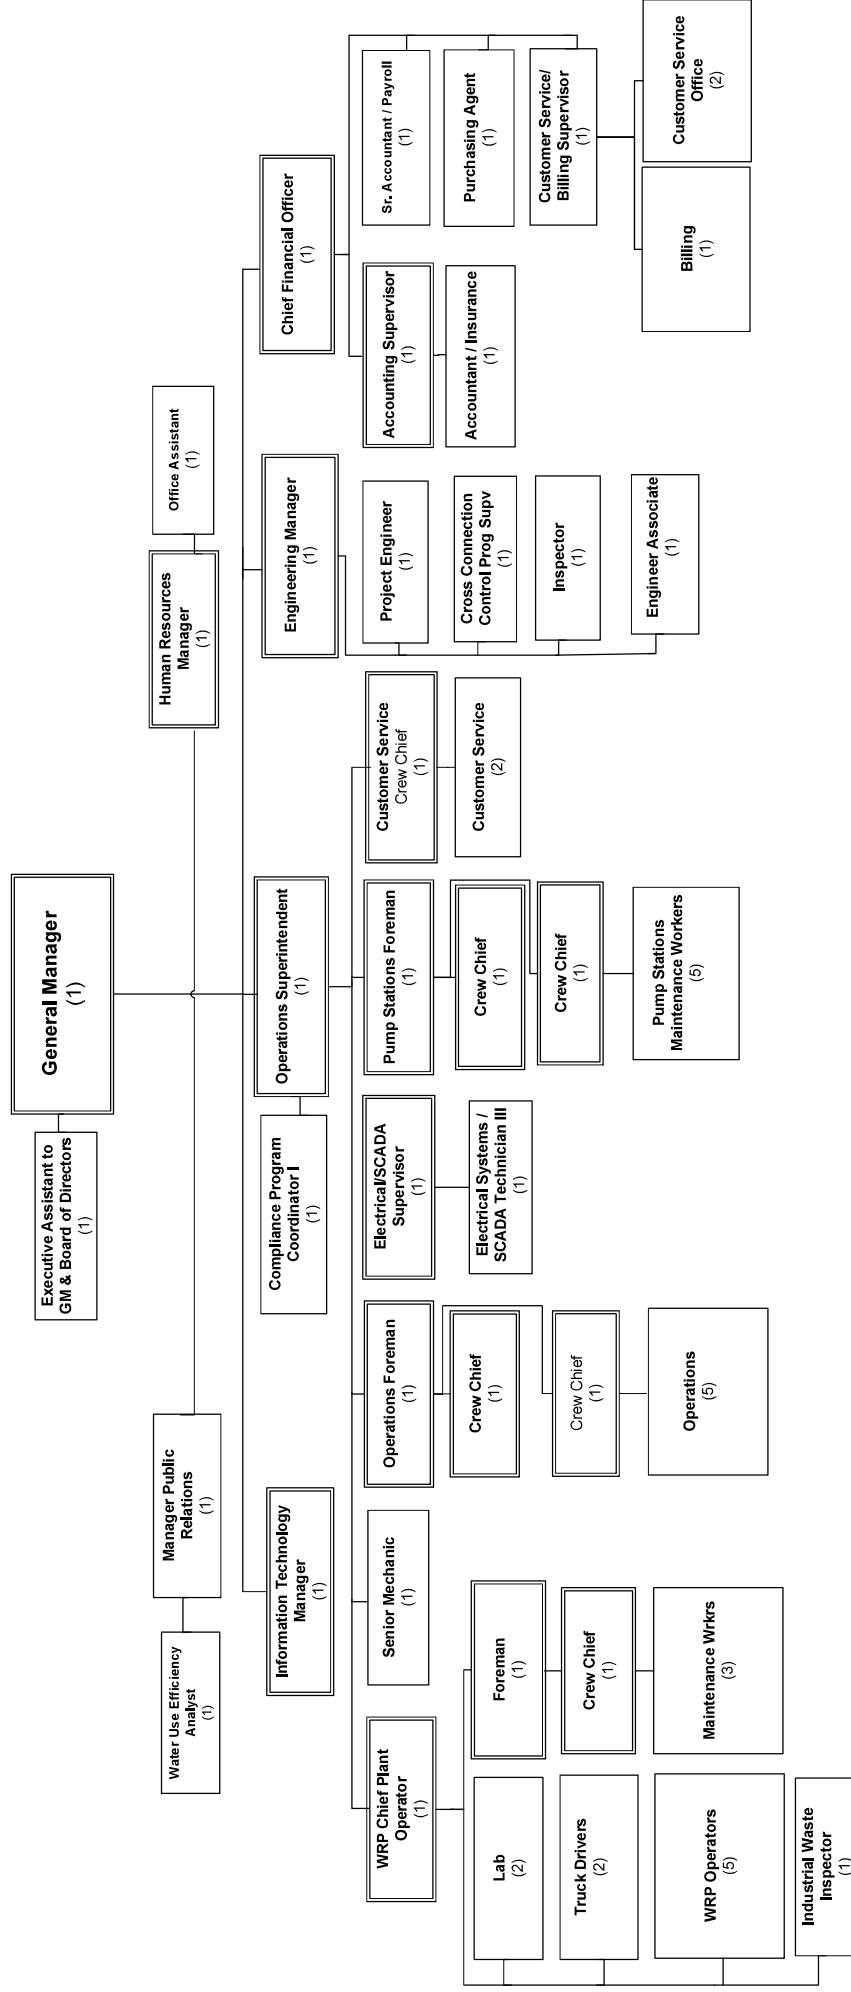 General Manager
(1)
Executive Assistant to
GM & Board of Directors
(1)
Water Use Efficiency
Analyst
(1)
Manager Public
Relations
(1)
Human Resources
Manager
(1)
Office Assistant
(1)
Information Technology
Manager
(1)
Compliance Program
Coordinator I
(1)
Operations Superintendent
(1)
Engineering Manager
(1)
Chief Financial Officer
(1)
WRP Chief Plant
Operator
(1)
Senior Mechanic
(1)
Operations Foreman
(1)
Electrical/SCADA
Supervisor
(1)
Pump Stations Foreman
(1)
Customer Service
Crew Chief
(1)
Project Engineer
(1)
Accounting Supervisor
(1)
Sr. Accountant / Payroll
(1)
Lab
(2)
Foreman
(1)
Crew Chief
(1)
Electrical Systems /
SCADA Technician III
(1)
Crew Chief
(1)
Customer Service
(2)
Cross Connection
Control Prog Supv
(1)
Accountant / Insurance
(1)
Purchasing Agent
(1)
Truck Drivers
(2)
Crew Chief
(1)
Crew Chief
(1)
Crew Chief
(1)
Inspector
(1)
Customer Service/
Billing Supervisor
(1)
WRP Operators
(5)
Maintenance Wrkrs
(3)
Operations
(5)
Pump Stations
Maintenance Workers
(5)
Engineer Associate
(1)
Billing
(1)
Customer Service
Office
(2)
Industrial Waste
Inspector
(1)